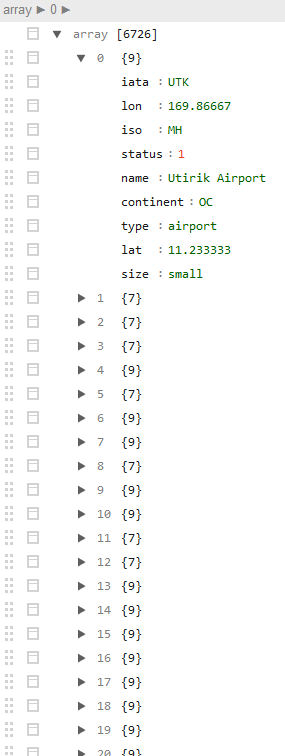 array ▶ 0 ▶
▼ array [6726]
▼ 0 {9}
iata : UTK
lon : 169.86667
iso : MH
status : 1
name : Utirik Airport
continent : OC
type : airport
lat : 11.233333
size : small
▶ 1 {7}
▶ 2 {7}
▶ 3 {7}
▶ 4 {9}
▶ 5 {7}
▶ 6 {9}
▶ 7 {9}
▶ 8 {7}
▶ 9 {9}
▶ 10 {9}
▶ 11 {7}
▶ 12 {7}
▶ 13 {9}
▶ 14 {9}
▶ 15 {9}
▶ 16 {9}
▶ 17 {9}
▶ 18 {9}
▶ 19 {9}
▶ 20 {9}